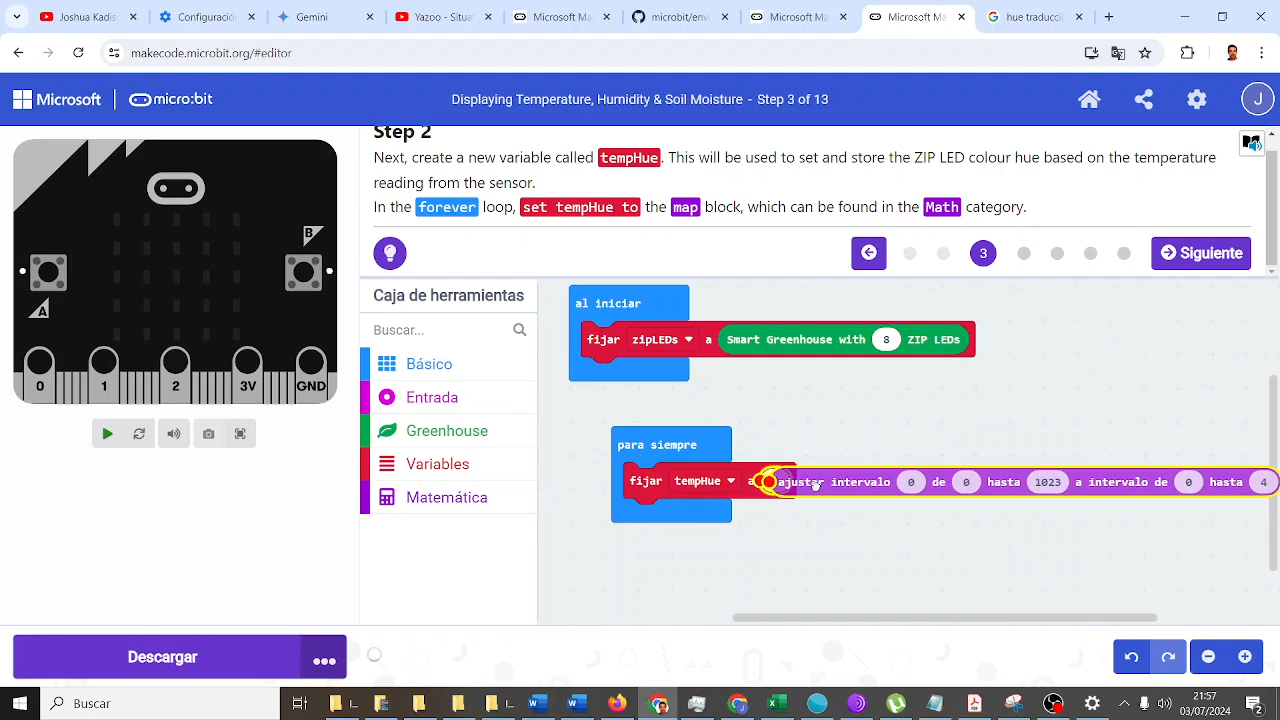 Joshua Kadis
Configuración
Gemini
Yazoo - Situa
Microsoft Ma
microbit/env
Microsoft Ma
Microsoft Ma
hue traducci
makecode.microbit.org/#editor
Microsoft
micro:bit
Displaying Temperature, Humidity & Soil Moisture - Step 3 of 13
J
Step 2
Next, create a new variable called tempHue. This will be used to set and store the ZIP LED colour hue based on the temperature
reading from the sensor.
In the forever loop, set tempHue to the map block, which can be found in the Math category.
3
Siguiente
B
A
0 1 2 3V GND
Caja de herramientas
Buscar...
Básico
Entrada
Greenhouse
Variables
Matemática
al iniciar
fijar zipLEDs a Smart Greenhouse with 8 ZIP LEDs
para siempre
fijar tempHue a ajustar intervalo 0 de 0 hasta 1023 a intervalo de 0 hasta 4
Descargar
Buscar
21:57
03/07/2024
2